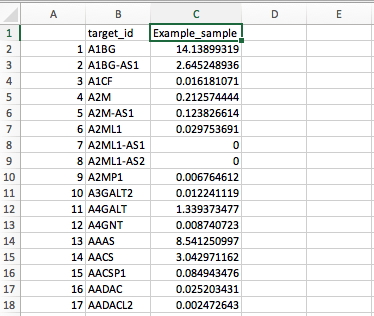 A B C D E
1 target_id Example_sample
2 1 A1BG 14.13899319
3 2 A1BG-AS1 2.645248936
4 3 A1CF 0.016181071
5 4 A2M 0.212574444
6 5 A2M-AS1 0.123826614
7 6 A2ML1 0.029753691
8 7 A2ML1-AS1 0
9 8 A2ML1-AS2 0
10 9 A2MP1 0.006764612
11 10 A3GALT2 0.012241119
12 11 A4GALT 1.339373477
13 12 A4GNT 0.008740723
14 13 AAAS 8.541250997
15 14 AACS 3.042971162
16 15 AACSP1 0.084943476
17 16 AADAC 0.025203431
18 17 AADACL2 0.002472643